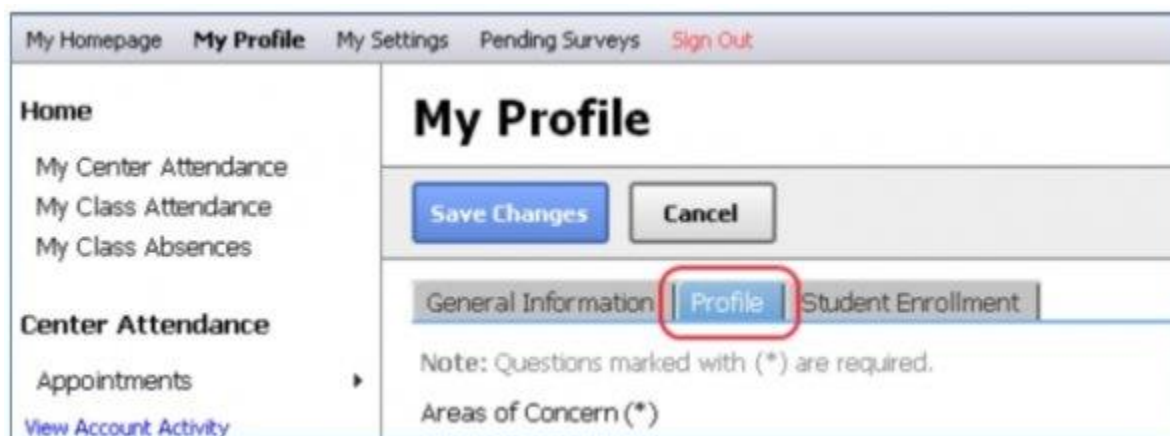 My Homepage My Profile My Settings Pending Surveys Sign Out
Home
My Center Attendance
My Class Attendance
My Class Absences
Center Attendance
Appointments
View Account Activity
My Profile
Save Changes Cancel
General Information Profile Student Enrollment
Note: Questions marked with (*) are required.
Areas of Concern (*)